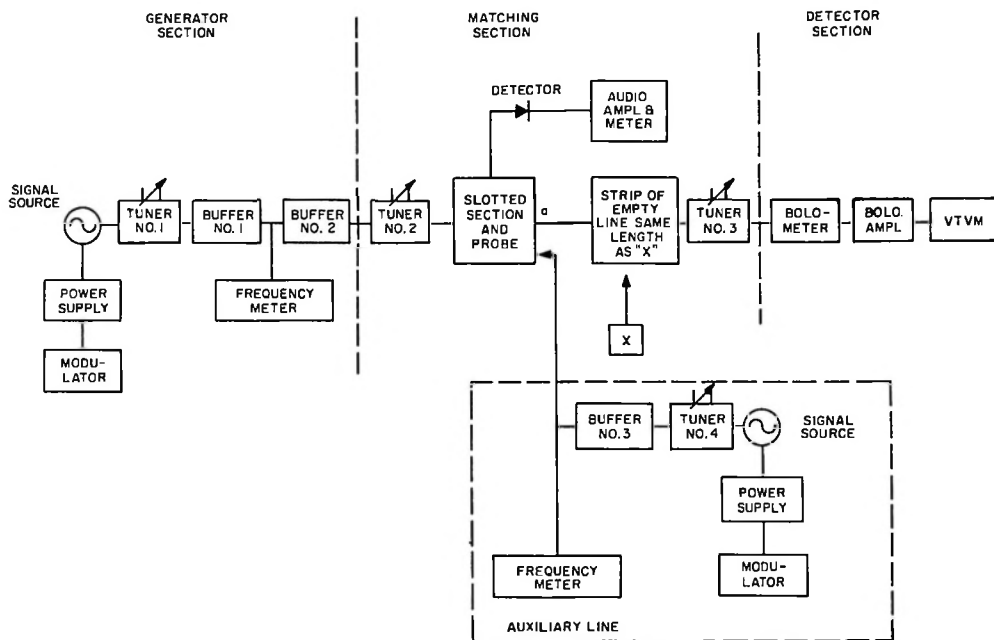 GENERATOR
SECTION
MATCHING
SECTION
DETECTOR
SECTION
DETECTOR
AUDIO
AMPL &
METER
SIGNAL
SOURCE
TUNER
NO. 1
BUFFER
NO. 1
BUFFER
NO. 2
TUNER
NO. 2
SLOTTED
SECTION
AND
PROBE
a
STRIP OF
EMPTY
LINE SAME
LENGTH
AS "X"
TUNER
NO. 3
BOLO-
METER
BOLO.
AMPL
VTVM
POWER
SUPPLY
FREQUENCY
METER
X
MODU-
LATOR
BUFFER
NO. 3
TUNER
NO. 4
SIGNAL
SOURCE
POWER
SUPPLY
FREQUENCY
METER
MODU-
LATOR
AUXILIARY LINE